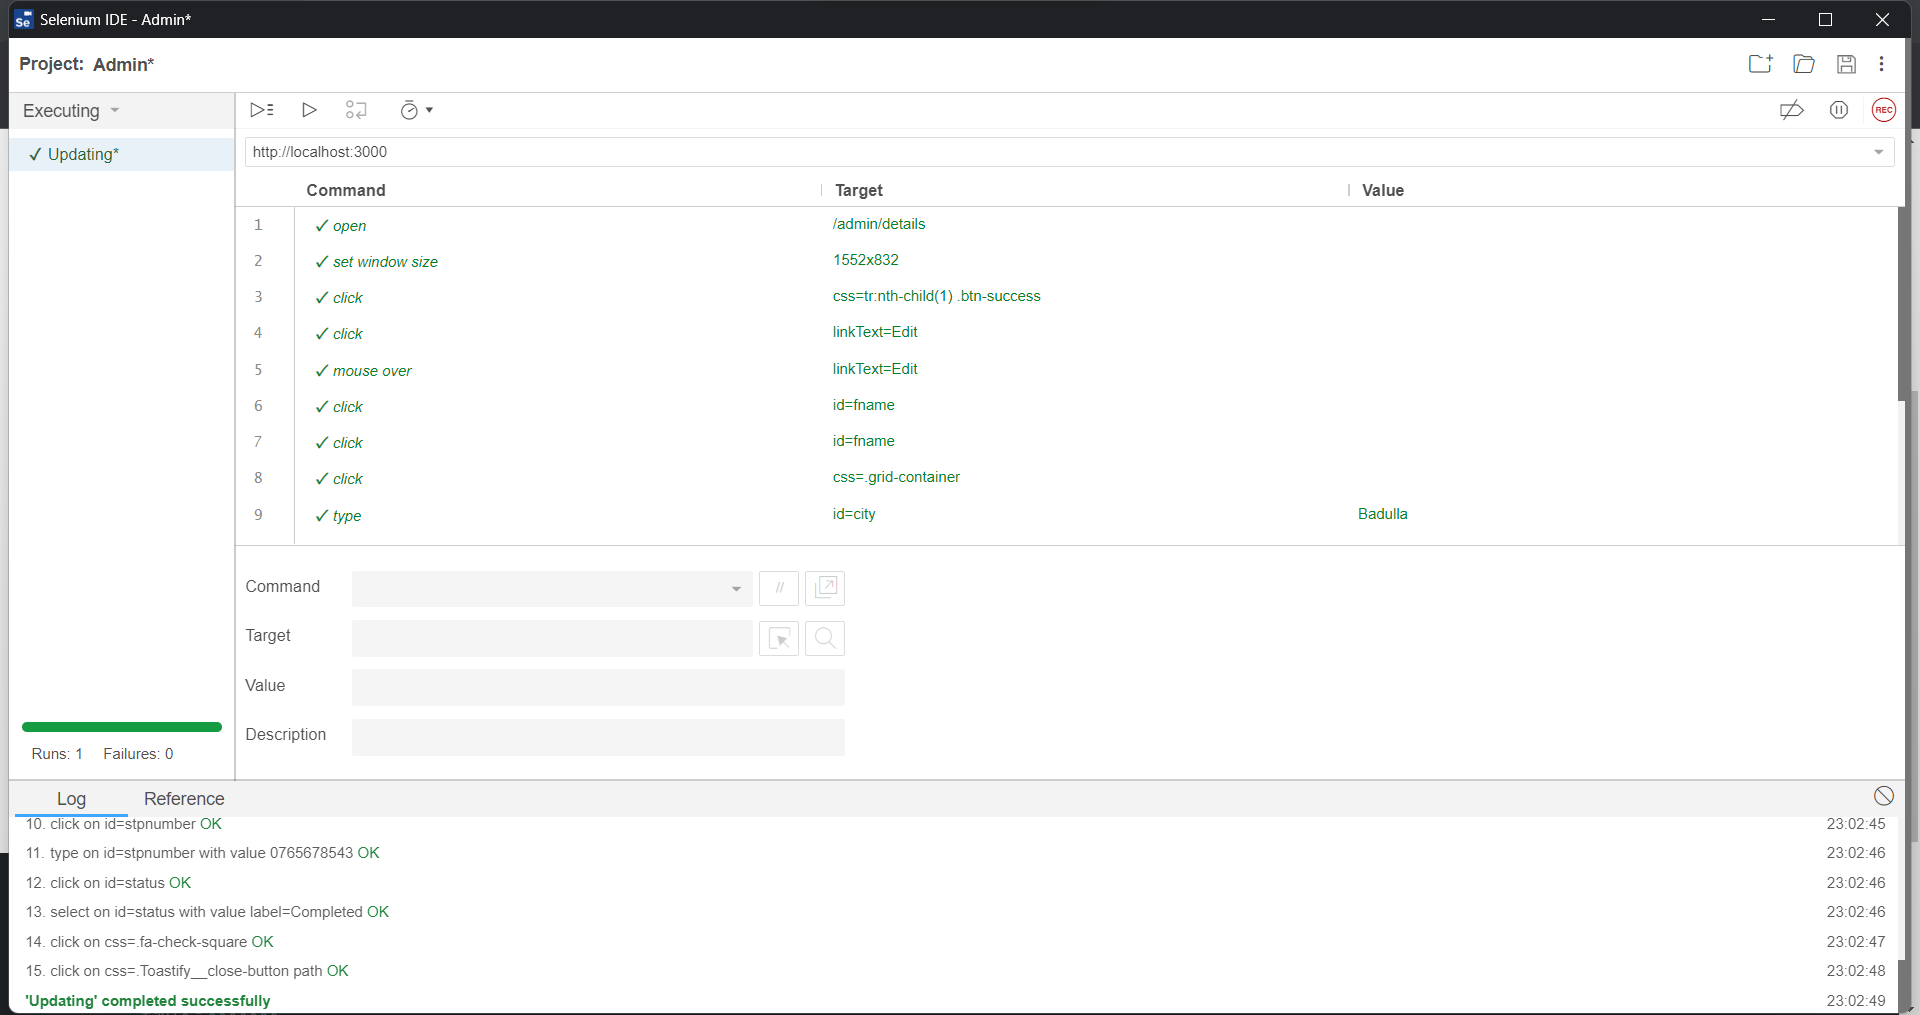 Se Selenium IDE - Admin*
Project: Admin*
Executing
REC
✓ Updating*
http://localhost:3000
Command Target Value
1 ✓ open /admin/details
2 ✓ set window size 1552x832
3 ✓ click css=tr:nth-child(1) .btn-success
4 ✓ click linkText=Edit
5 ✓ mouse over linkText=Edit
6 ✓ click id=fname
7 ✓ click id=fname
8 ✓ click css=.grid-container
9 ✓ type id=city Badulla
Command //
Target
Value
Description
Runs: 1 Failures: 0
Log Reference
10. click on id=stpnumber OK 23:02:45
11. type on id=stpnumber with value 0765678543 OK 23:02:46
12. click on id=status OK 23:02:46
13. select on id=status with value label=Completed OK 23:02:46
14. click on css=.fa-check-square OK 23:02:47
15. click on css=.Toastify__close-button path OK 23:02:48
'Updating' completed successfully 23:02:49